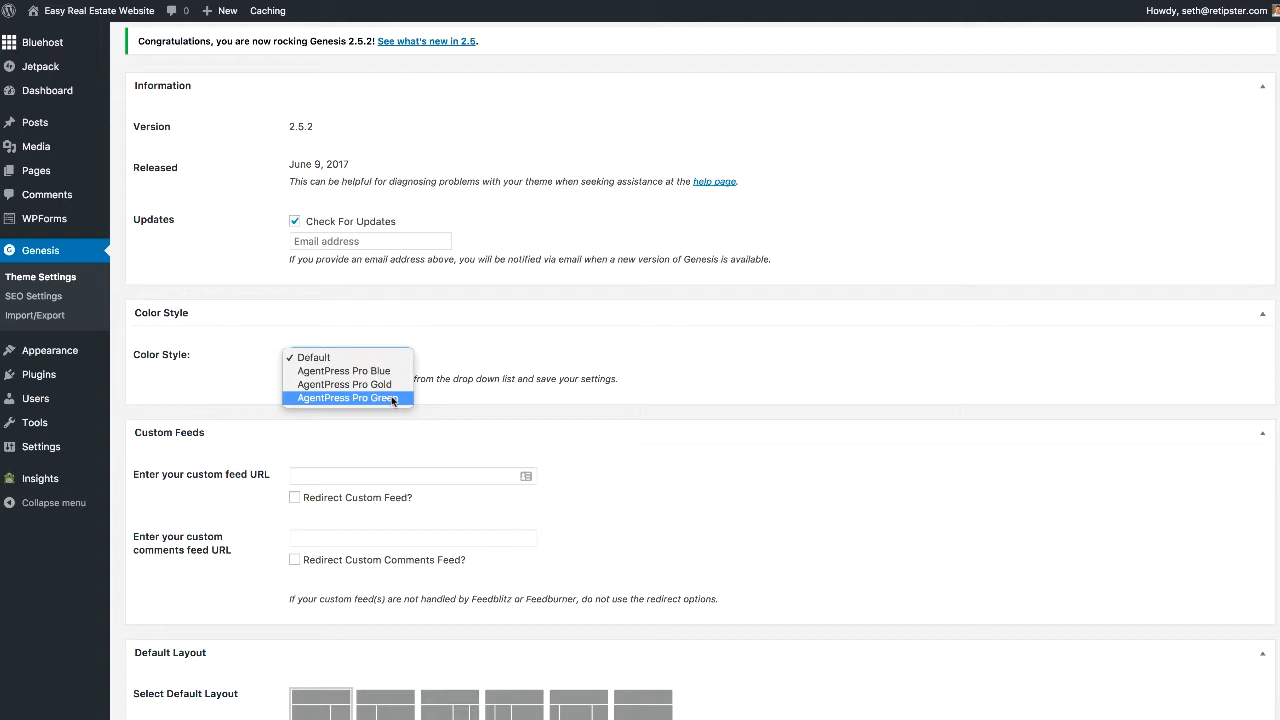 Easy Real Estate Website 0 New Caching Howdy, seth@retipster.com
Bluehost
Jetpack
Dashboard
Posts
Media
Pages
Comments
WPForms
Genesis
Theme Settings
SEO Settings
Import/Export
Appearance
Plugins
Users
Tools
Settings
Insights
Collapse menu
Congratulations, you are now rocking Genesis 2.5.2! See what's new in 2.5.
Information
Version 2.5.2
Released June 9, 2017
This can be helpful for diagnosing problems with your theme when seeking assistance at the help page.
Updates Check For Updates
Email address
If you provide an email address above, you will be notified via email when a new version of Genesis is available.
Color Style
Color Style:
Default
AgentPress Pro Blue
AgentPress Pro Gold
AgentPress Pro Green
from the drop down list and save your settings.
Custom Feeds
Enter your custom feed URL
Redirect Custom Feed?
Enter your custom
comments feed URL
Redirect Custom Comments Feed?
If your custom feed(s) are not handled by Feedblitz or Feedburner, do not use the redirect options.
Default Layout
Select Default Layout